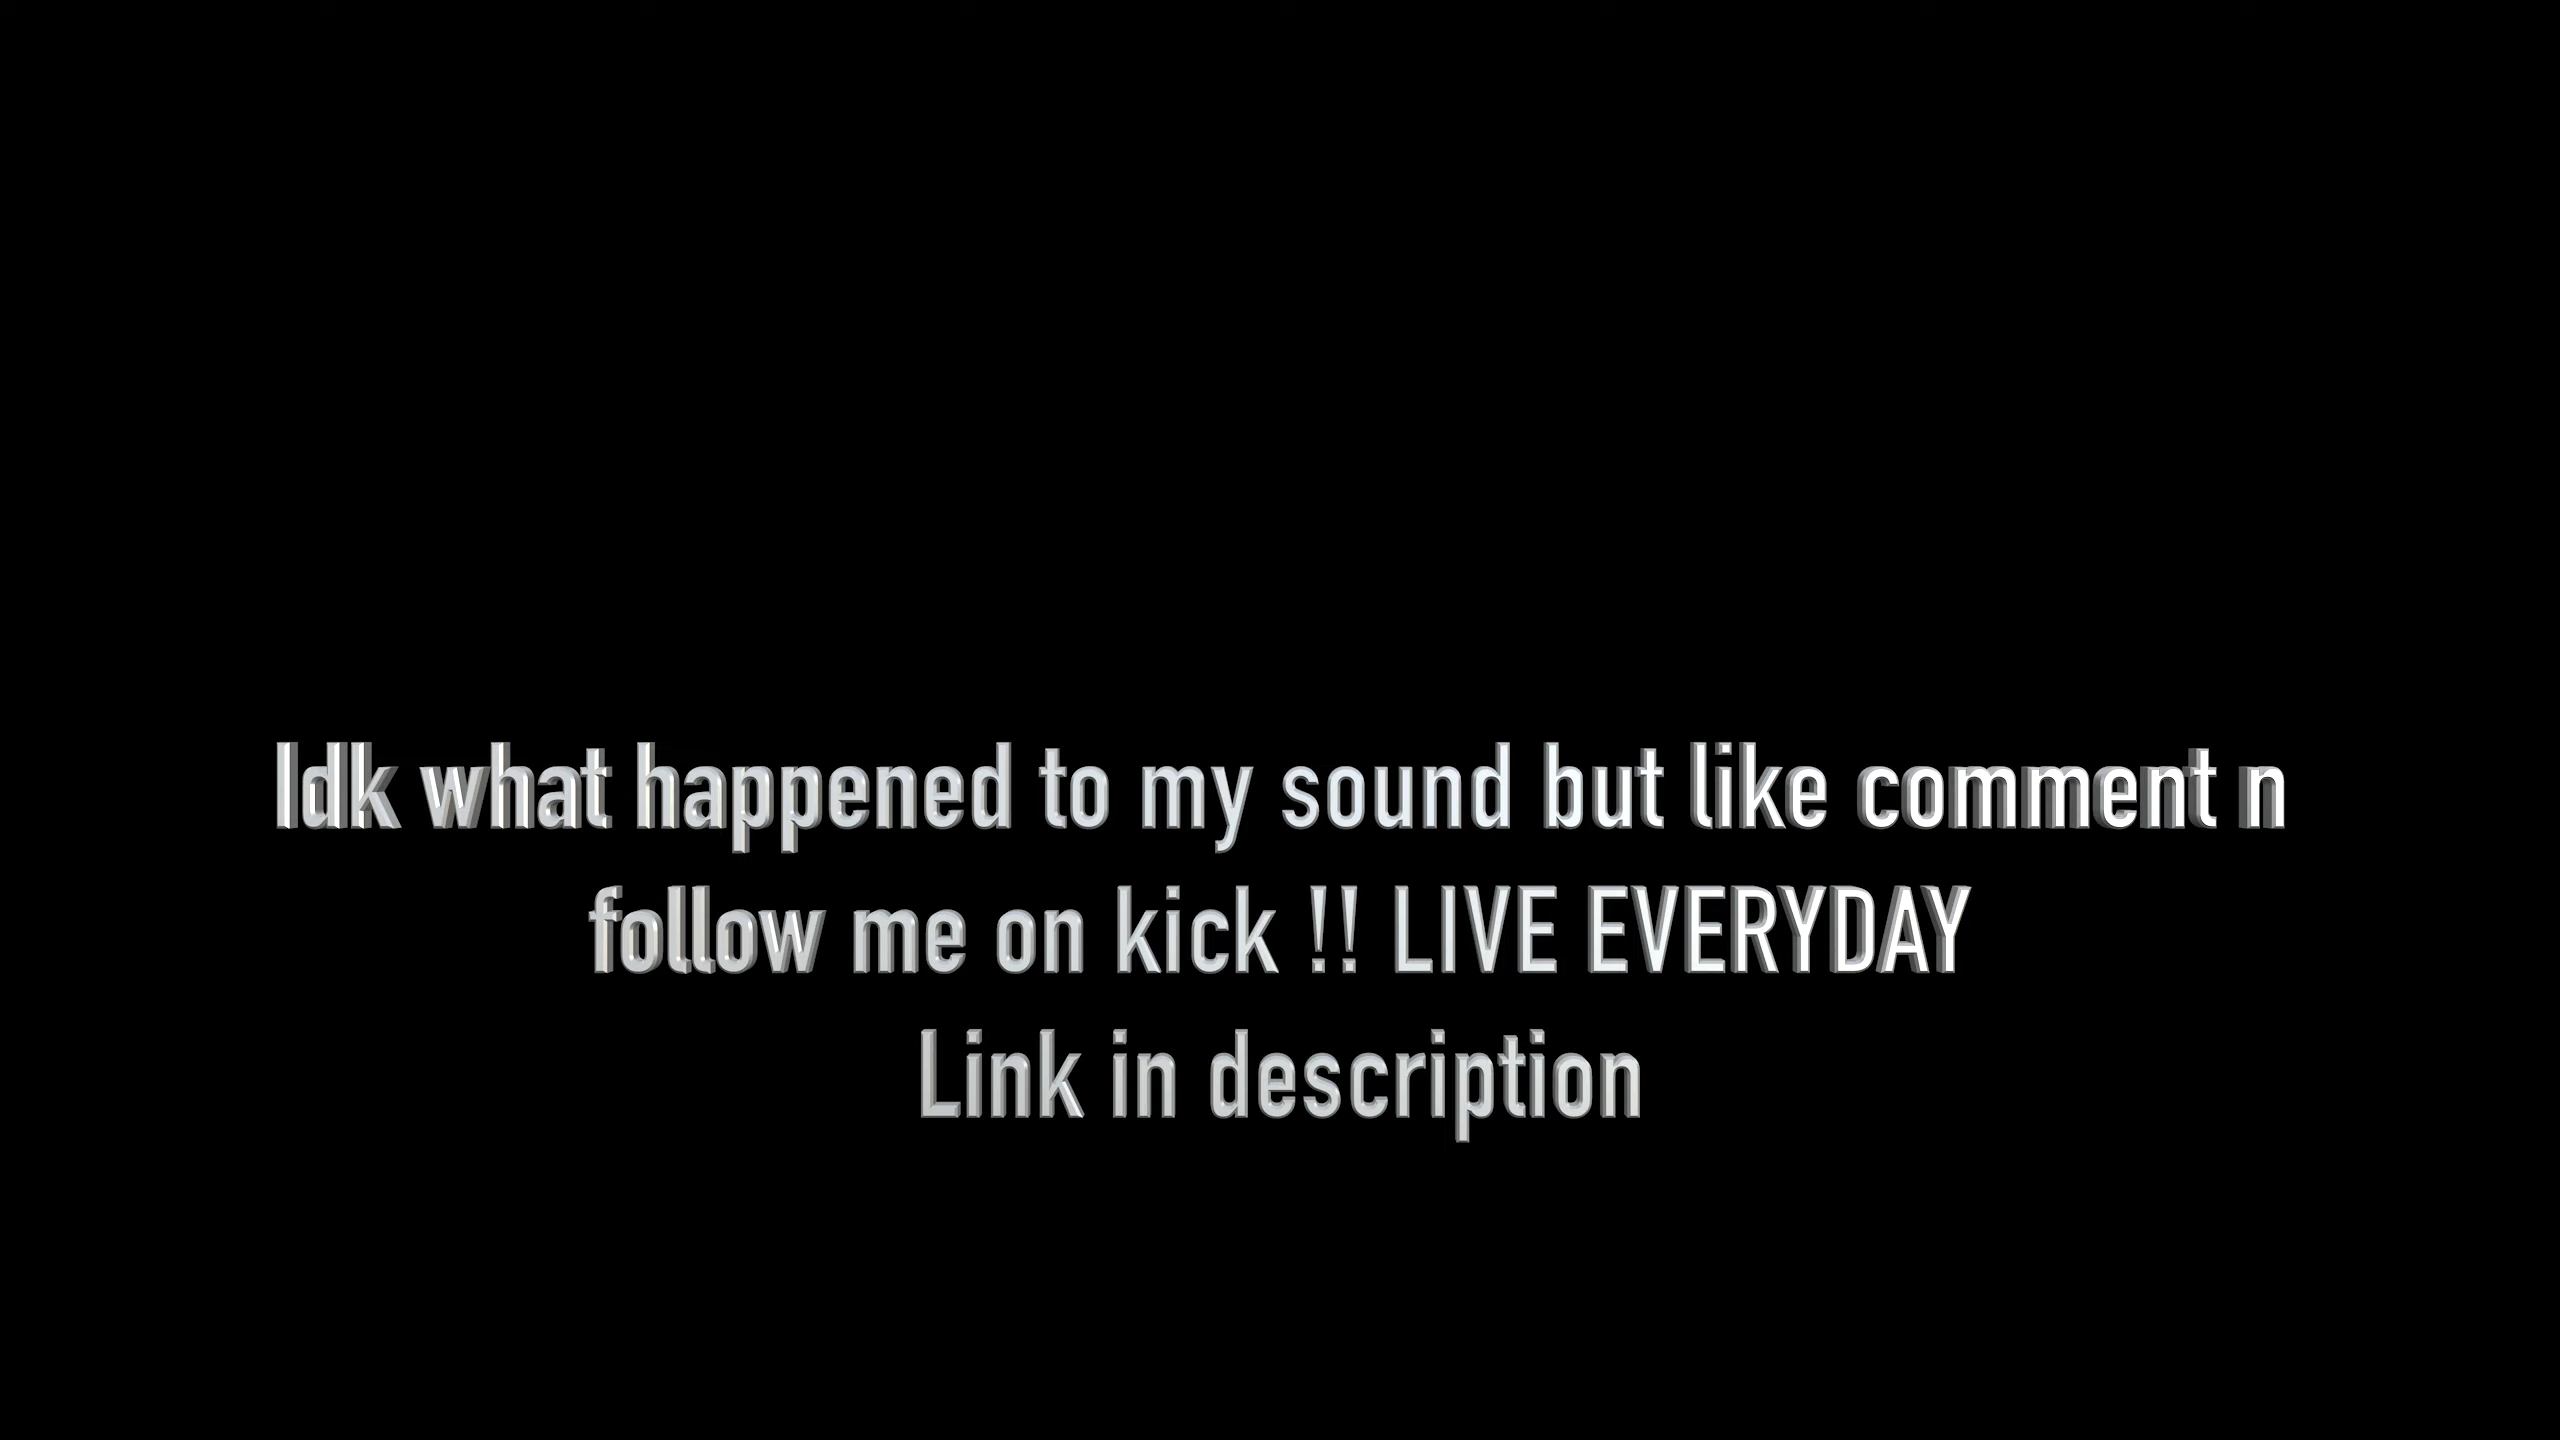 Idk what happened to my sound but like comment n
follow me on kick !! LIVE EVERYDAY
Link in description